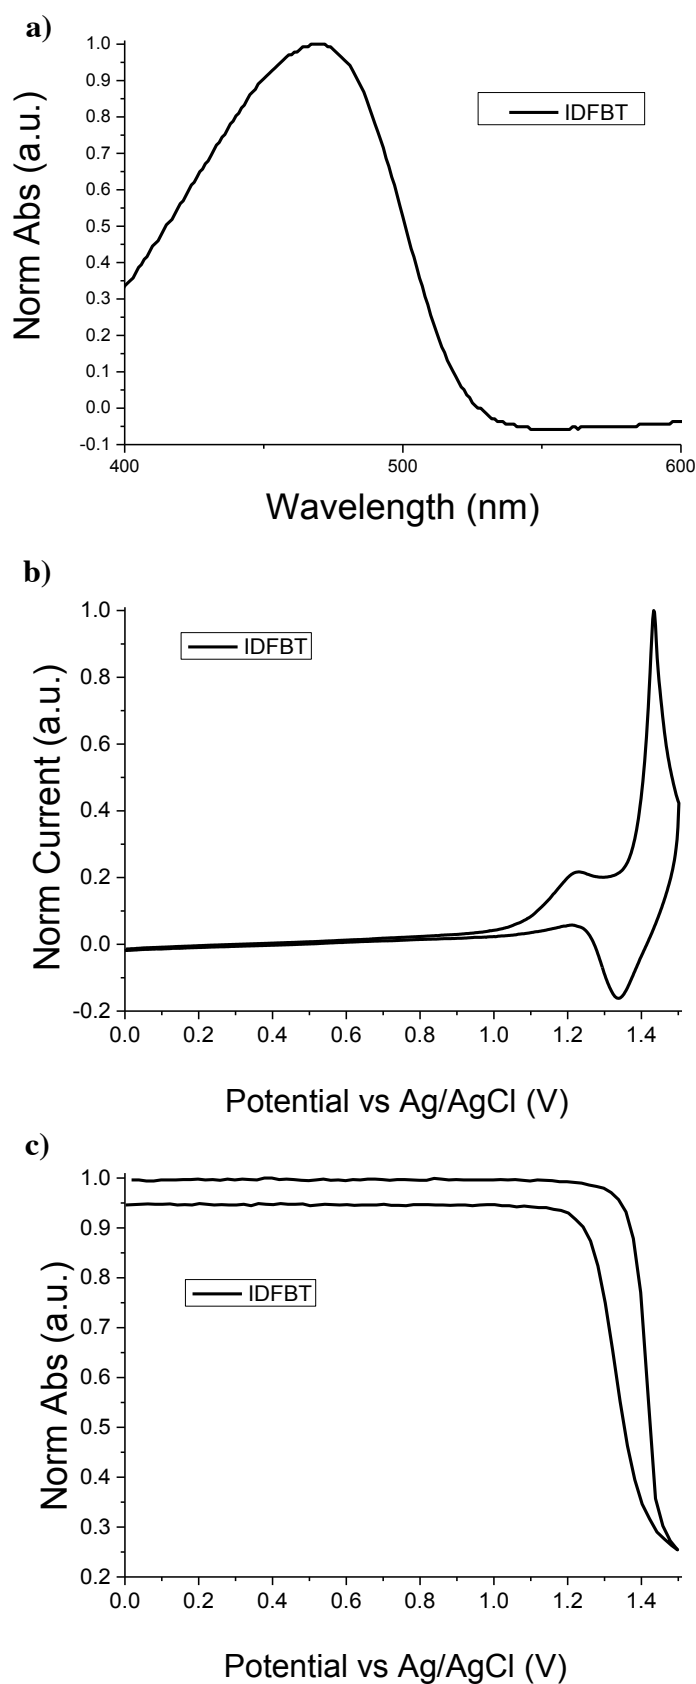 a)
1.0
0.9
0.8
0.7
0.6
0.5
0.4
0.3
0.2
0.1
0.0
-0.1
Norm Abs (a.u.)
IDFBT
400 500 600
Wavelength (nm)
b)
1.0
0.8
0.6
0.4
0.2
0.0
-0.2
Norm Current (a.u.)
IDFBT
0.0 0.2 0.4 0.6 0.8 1.0 1.2 1.4
Potential vs Ag/AgCl (V)
c)
1.0
0.9
0.8
0.7
0.6
0.5
0.4
0.3
0.2
Norm Abs (a.u.)
IDFBT
0.0 0.2 0.4 0.6 0.8 1.0 1.2 1.4
Potential vs Ag/AgCl (V)